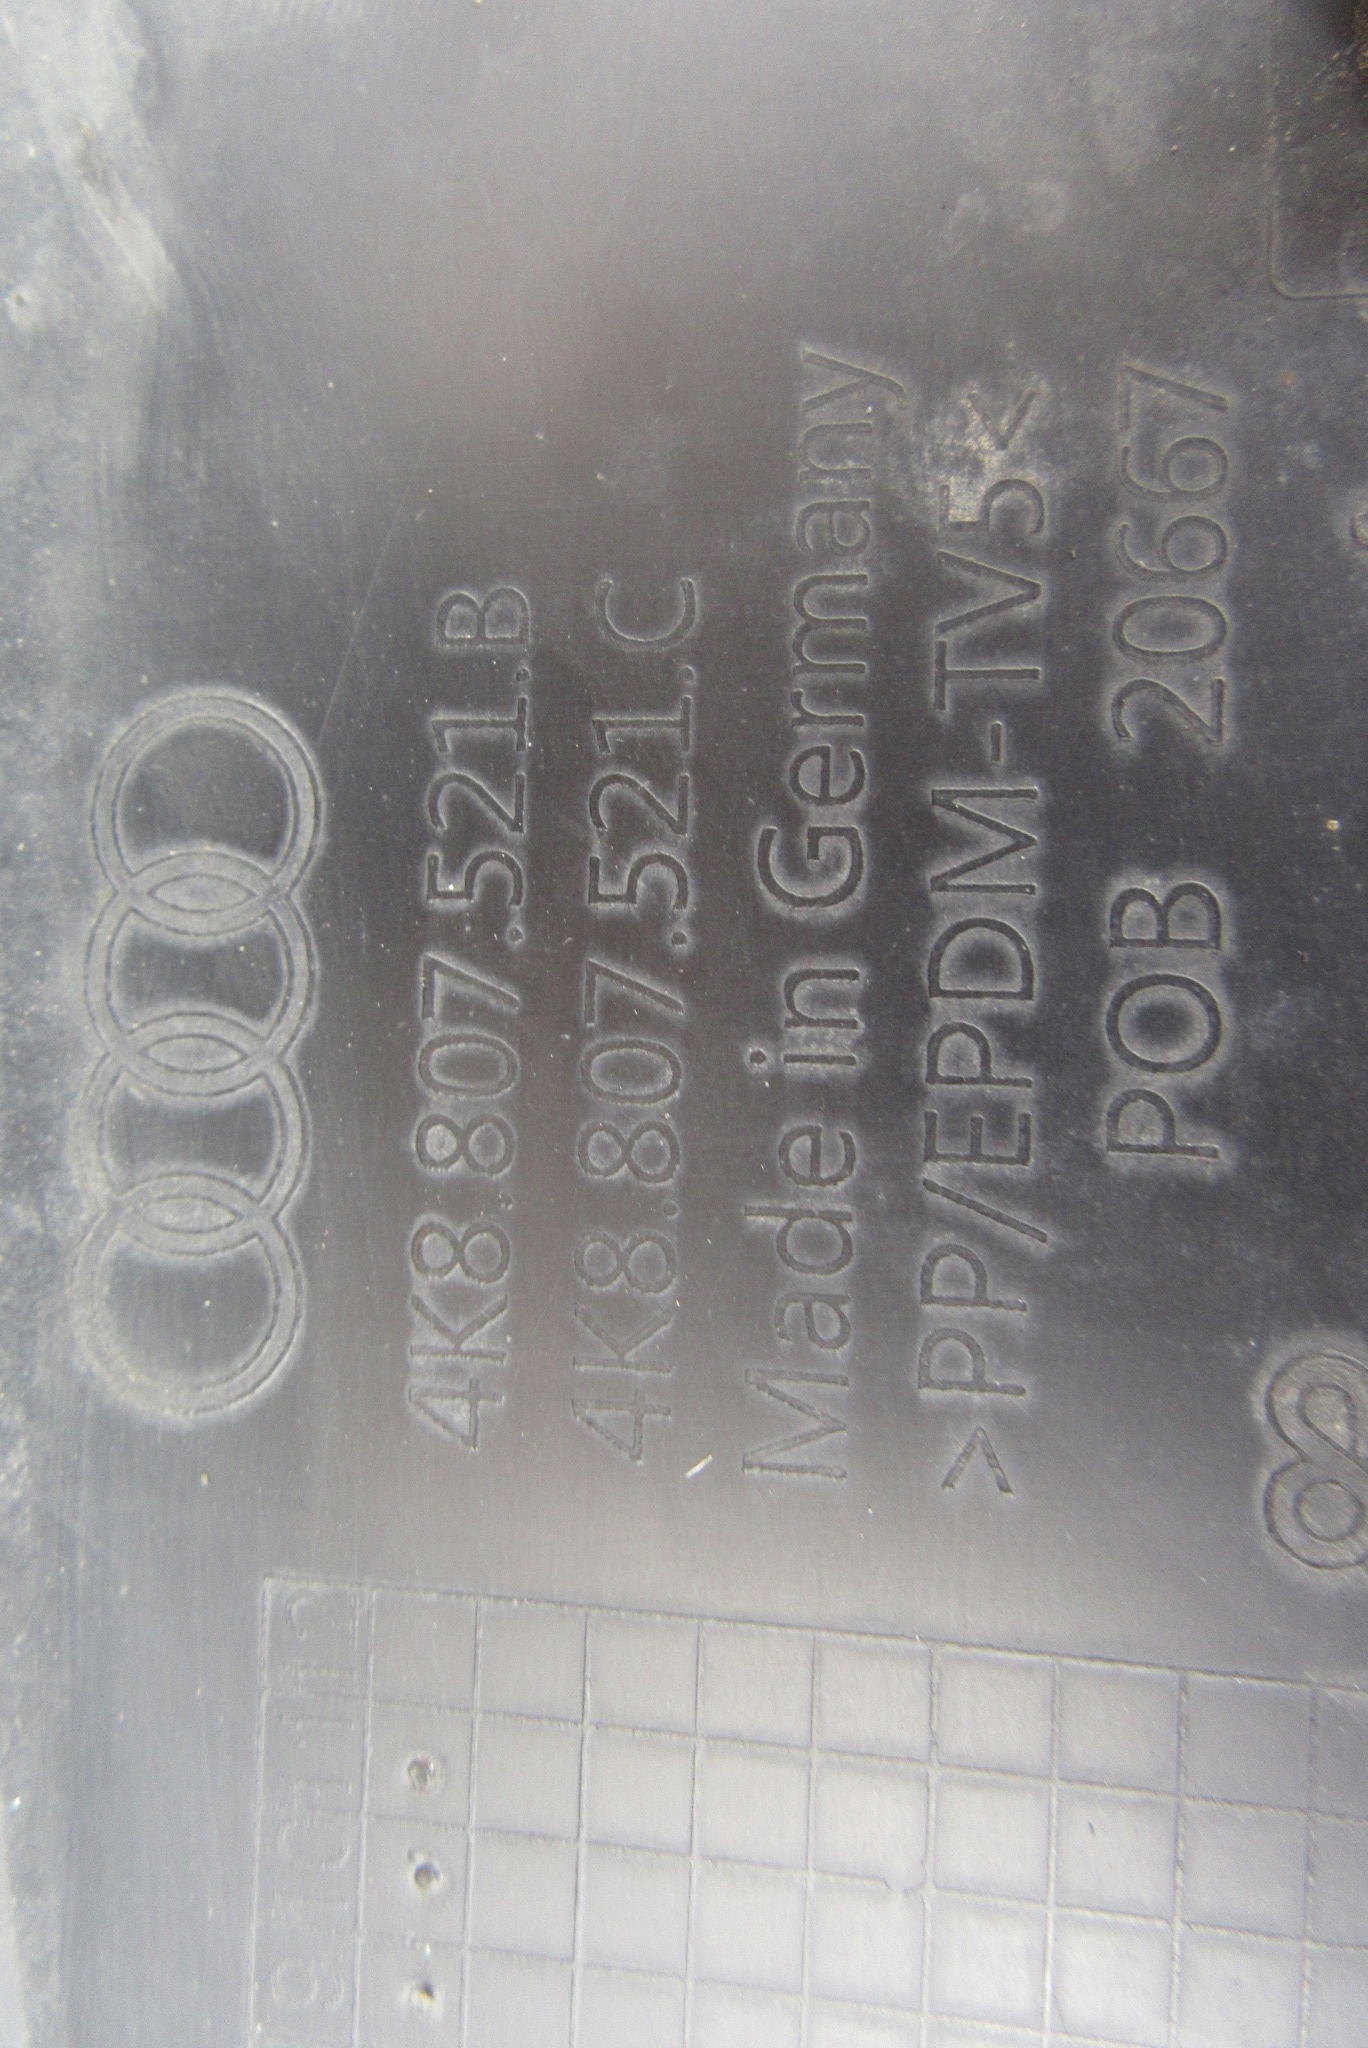 4K8.807.521.B
4K8.807.521.C
Made in Germany
>PP/EPDM-TV5<
POB 20667